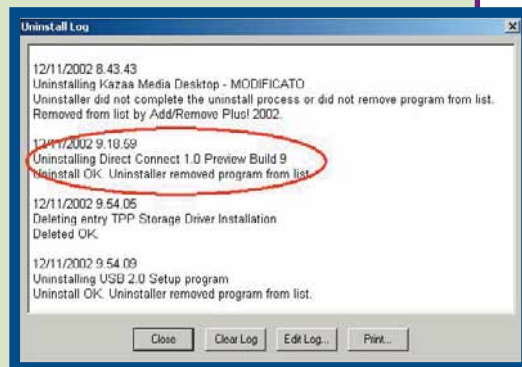 Uninstall Log
12/11/2002 8.43.43
Uninstalling Kazaa Media Desktop - MODIFICATO
Uninstaller did not complete the uninstall process or did not remove program from list.
Removed from list by Add/Remove Plus! 2002.
12/11/2002 9.18.59
Uninstalling Direct Connect 1.0 Preview Build 9
Uninstall OK. Uninstaller removed program from list.
12/11/2002 9.54.05
Deleting entry TPP Storage Driver Installation
Deleted OK.
12/11/2002 9.54.09
Uninstalling USB 2.0 Setup program
Uninstall OK. Uninstaller removed program from list.
Close Clear Log Edit Log... Print...